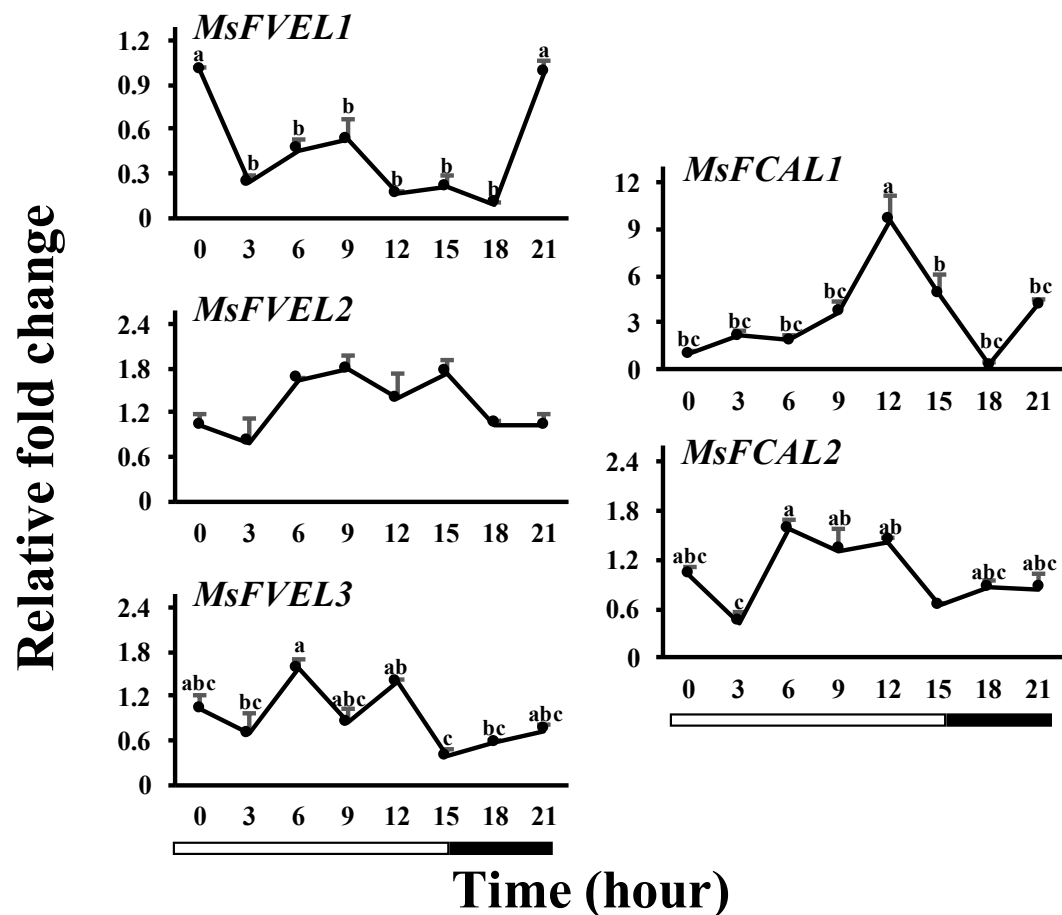 Relative fold change
MsFVEL1
1.2
0.9
0.6
0.3
0
a b b b b b b a
0 3 6 9 12 15 18 21
MsFVEL2
2.4
1.8
1.2
0.6
0
0 3 6 9 12 15 18 21
MsFVEL3
2.4
1.8
1.2
0.6
0
abc bc a abc ab c bc abc
0 3 6 9 12 15 18 21
MsFCAL1
12
9
6
3
0
bc bc bc bc a b bc bc
0 3 6 9 12 15 18 21
MsFCAL2
2.4
1.8
1.2
0.6
0
abc c a ab ab abc abc
0 3 6 9 12 15 18 21
Time (hour)